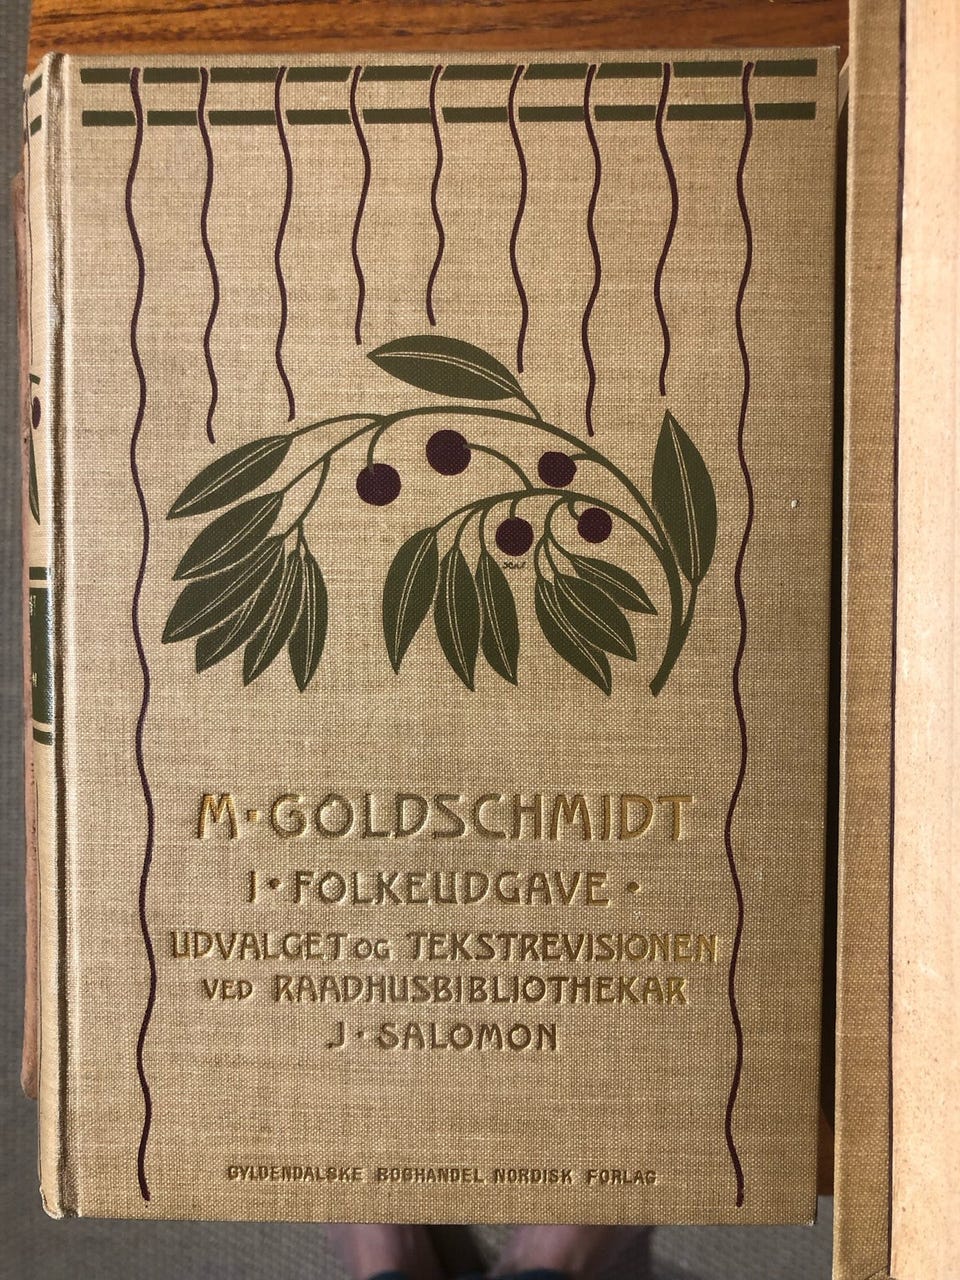 M · GOLDSCHMIDT
I · FOLKEUDGAVE ·
UDVALGET OG TEKSTREVISIONEN
VED RAADHUSBIBLIOTHEKAR
J · SALOMON
GYLDENDALSKE BOGHANDEL NORDISK FORLAG